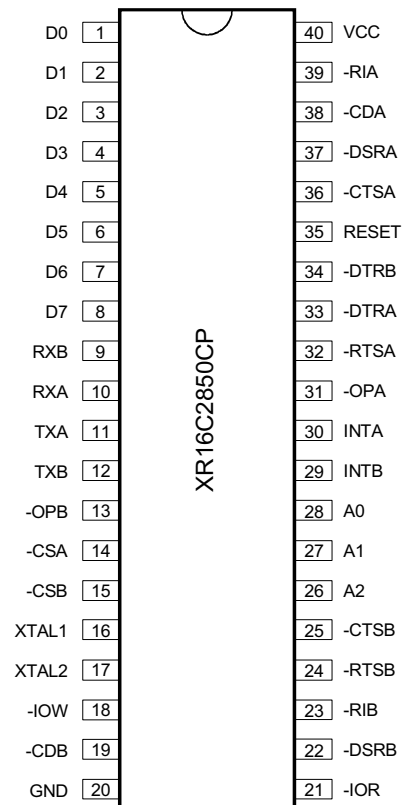 D0 1 40 VCC
D1 2 39 -RIA
D2 3 38 -CDA
D3 4 37 -DSRA
D4 5 36 -CTSA
D5 6 35 RESET
D6 7 34 -DTRB
D7 8 33 -DTRA
RXB 9 32 -RTSA
RXA 10 31 -OPA
TXA 11 30 INTA
TXB 12 29 INTB
-OPB 13 28 A0
-CSA 14 27 A1
-CSB 15 26 A2
XTAL1 16 25 -CTSB
XTAL2 17 24 -RTSB
-IOW 18 23 -RIB
-CDB 19 22 -DSRB
GND 20 21 -IOR
XR16C2850CP